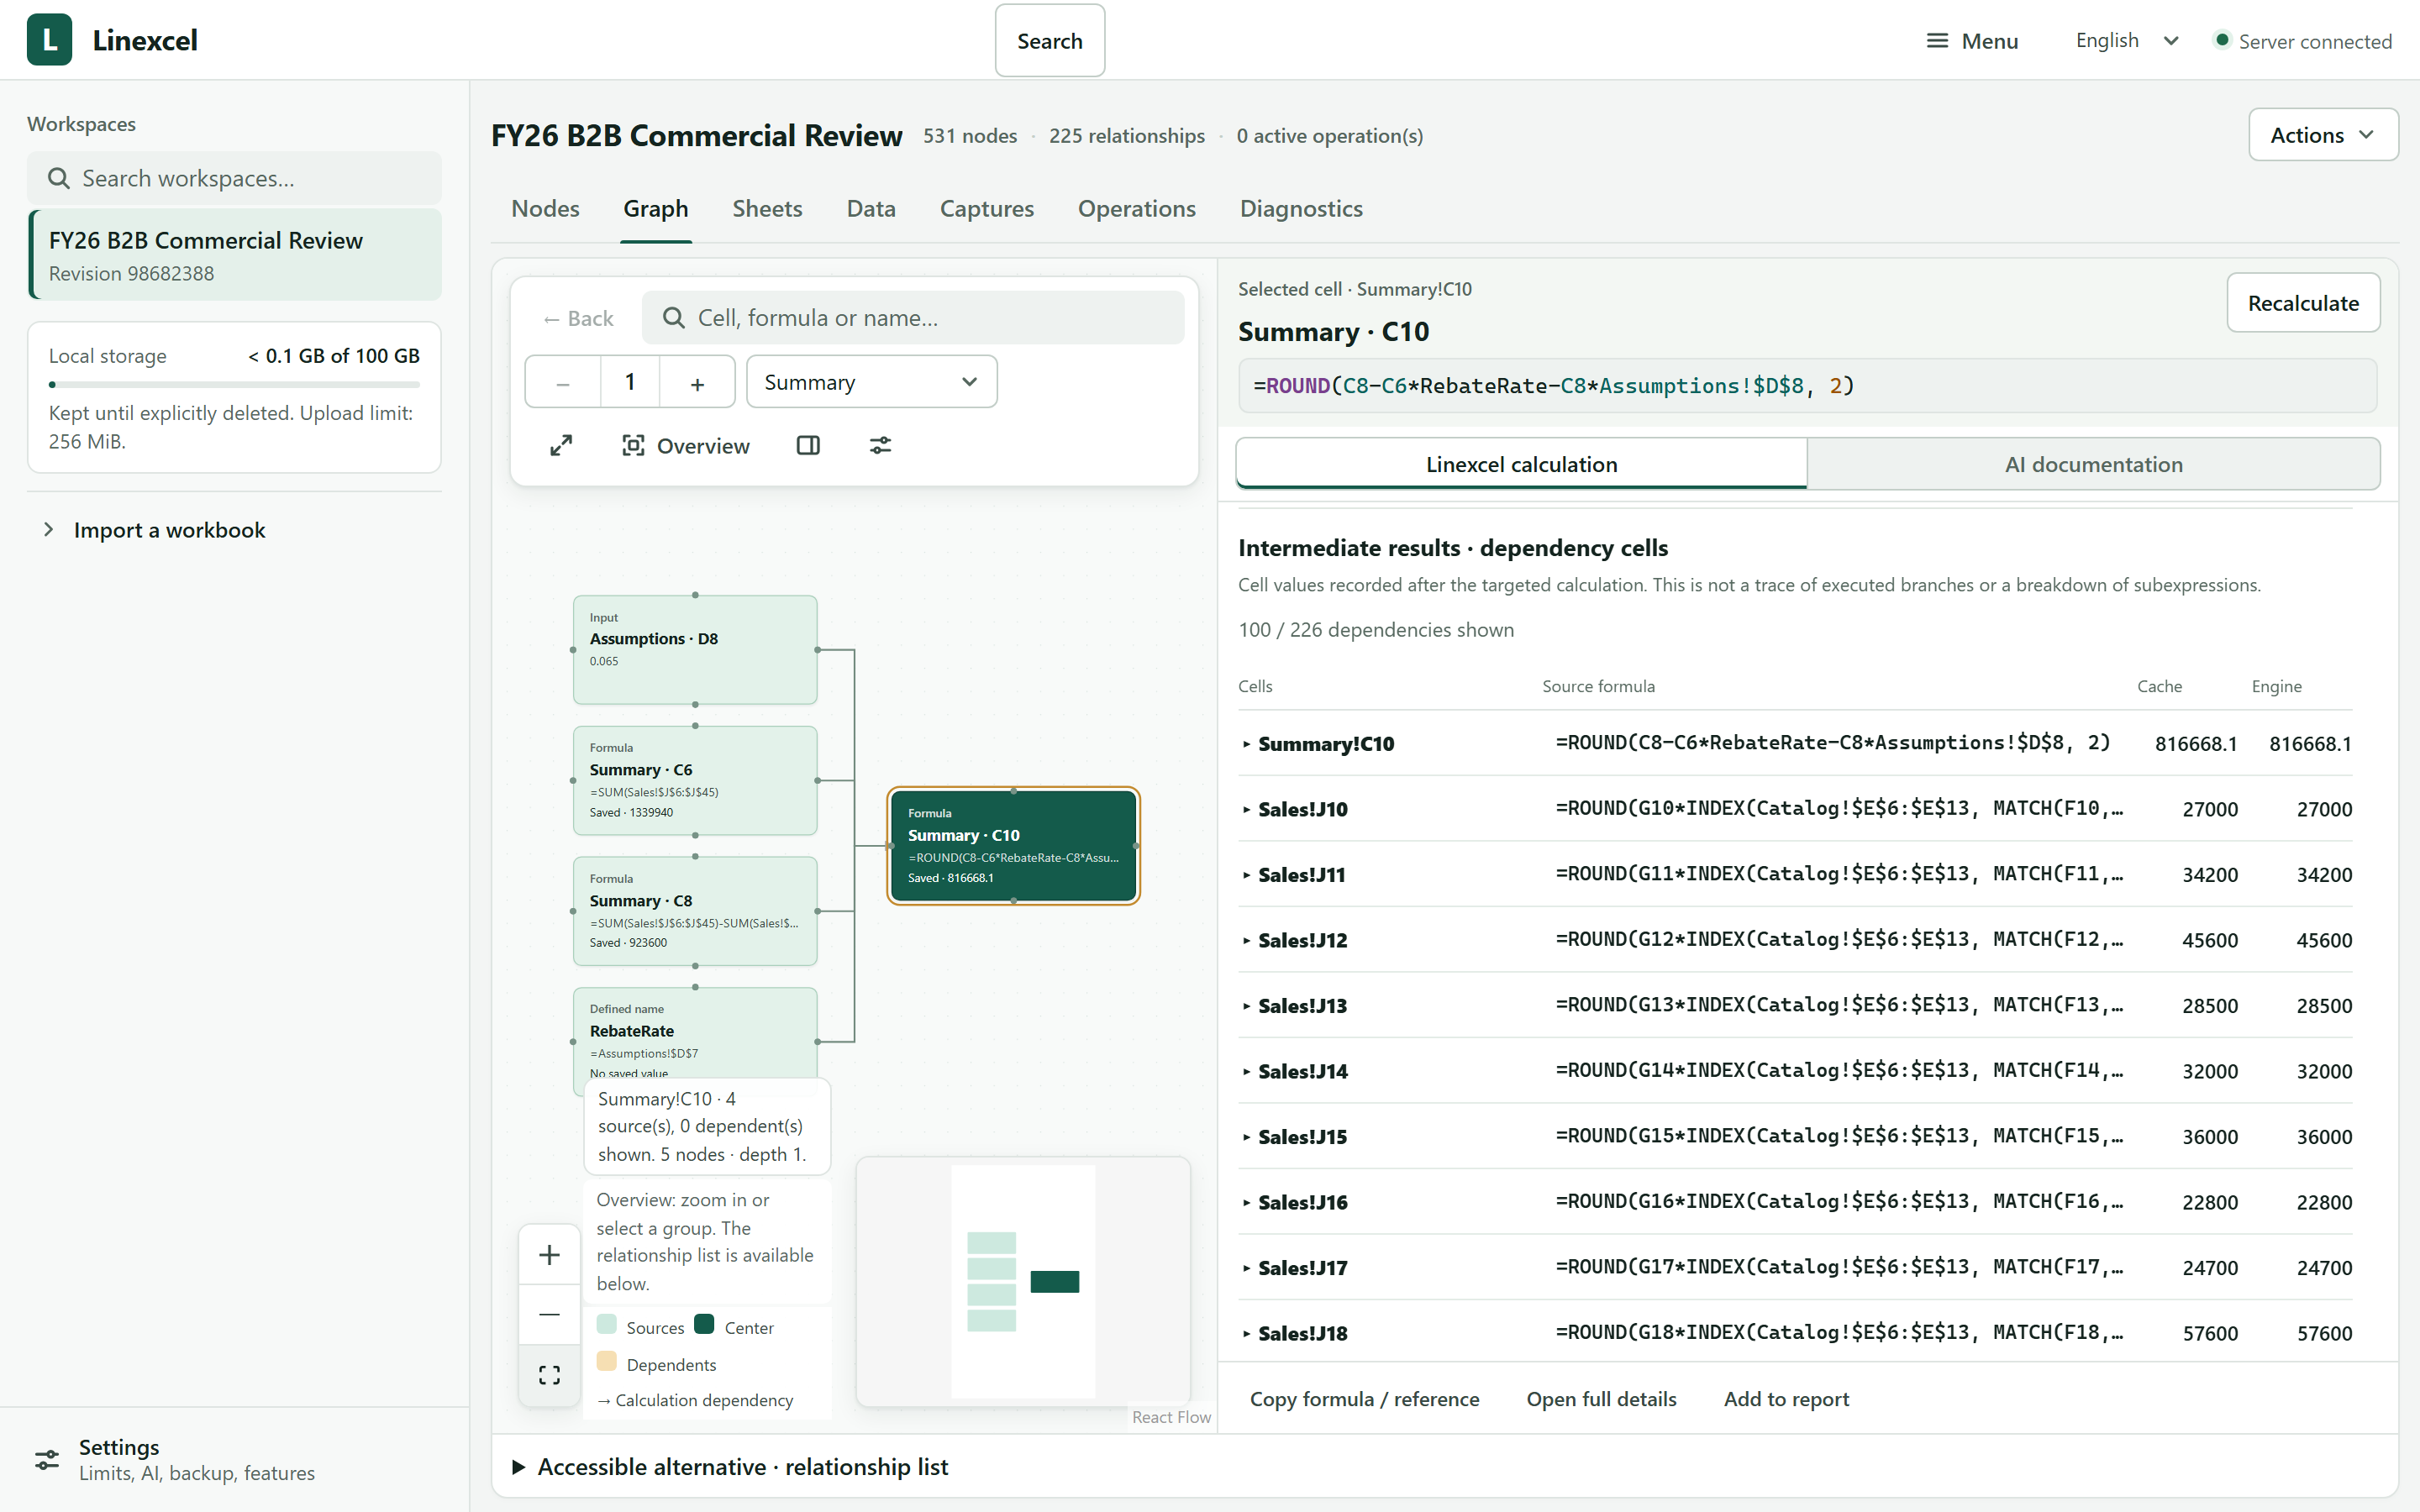 L Linexcel
Search
Menu
English
Server connected
Workspaces
Search workspaces...
FY26 B2B Commercial Review
Revision 98682388
Local storage < 0.1 GB of 100 GB
Kept until explicitly deleted. Upload limit:
256 MiB.
Import a workbook
Settings
Limits, AI, backup, features
FY26 B2B Commercial Review 531 nodes · 225 relationships · 0 active operation(s)
Actions
Nodes Graph Sheets Data Captures Operations Diagnostics
← Back
Cell, formula or name...
− 1 +
Summary
Overview
Input
Assumptions · D8
0.065
Formula
Summary · C6
=SUM(Sales!$J$6:$J$45)
Saved · 1339940
Formula
Summary · C8
=SUM(Sales!$J$6:$J$45)-SUM(Sales!$...
Saved · 923600
Defined name
RebateRate
=Assumptions!$D$7
No saved value
Formula
Summary · C10
=ROUND(C8-C6*RebateRate-C8*Assu...
Saved · 816668.1
Summary!C10 · 4
source(s), 0 dependent(s)
shown. 5 nodes · depth 1.
Overview: zoom in or
select a group. The
relationship list is available
below.
Sources Center
Dependents
→ Calculation dependency
React Flow
Selected cell · Summary!C10
Summary · C10
Recalculate
=ROUND(C8-C6*RebateRate-C8*Assumptions!$D$8, 2)
Linexcel calculation
AI documentation
Intermediate results · dependency cells
Cell values recorded after the targeted calculation. This is not a trace of executed branches or a breakdown of subexpressions.
100 / 226 dependencies shown
Cells Source formula Cache Engine
Summary!C10 =ROUND(C8-C6*RebateRate-C8*Assumptions!$D$8, 2) 816668.1 816668.1
Sales!J10 =ROUND(G10*INDEX(Catalog!$E$6:$E$13, MATCH(F10,… 27000 27000
Sales!J11 =ROUND(G11*INDEX(Catalog!$E$6:$E$13, MATCH(F11,… 34200 34200
Sales!J12 =ROUND(G12*INDEX(Catalog!$E$6:$E$13, MATCH(F12,… 45600 45600
Sales!J13 =ROUND(G13*INDEX(Catalog!$E$6:$E$13, MATCH(F13,… 28500 28500
Sales!J14 =ROUND(G14*INDEX(Catalog!$E$6:$E$13, MATCH(F14,… 32000 32000
Sales!J15 =ROUND(G15*INDEX(Catalog!$E$6:$E$13, MATCH(F15,… 36000 36000
Sales!J16 =ROUND(G16*INDEX(Catalog!$E$6:$E$13, MATCH(F16,… 22800 22800
Sales!J17 =ROUND(G17*INDEX(Catalog!$E$6:$E$13, MATCH(F17,… 24700 24700
Sales!J18 =ROUND(G18*INDEX(Catalog!$E$6:$E$13, MATCH(F18,… 57600 57600
Copy formula / reference Open full details Add to report
Accessible alternative · relationship list